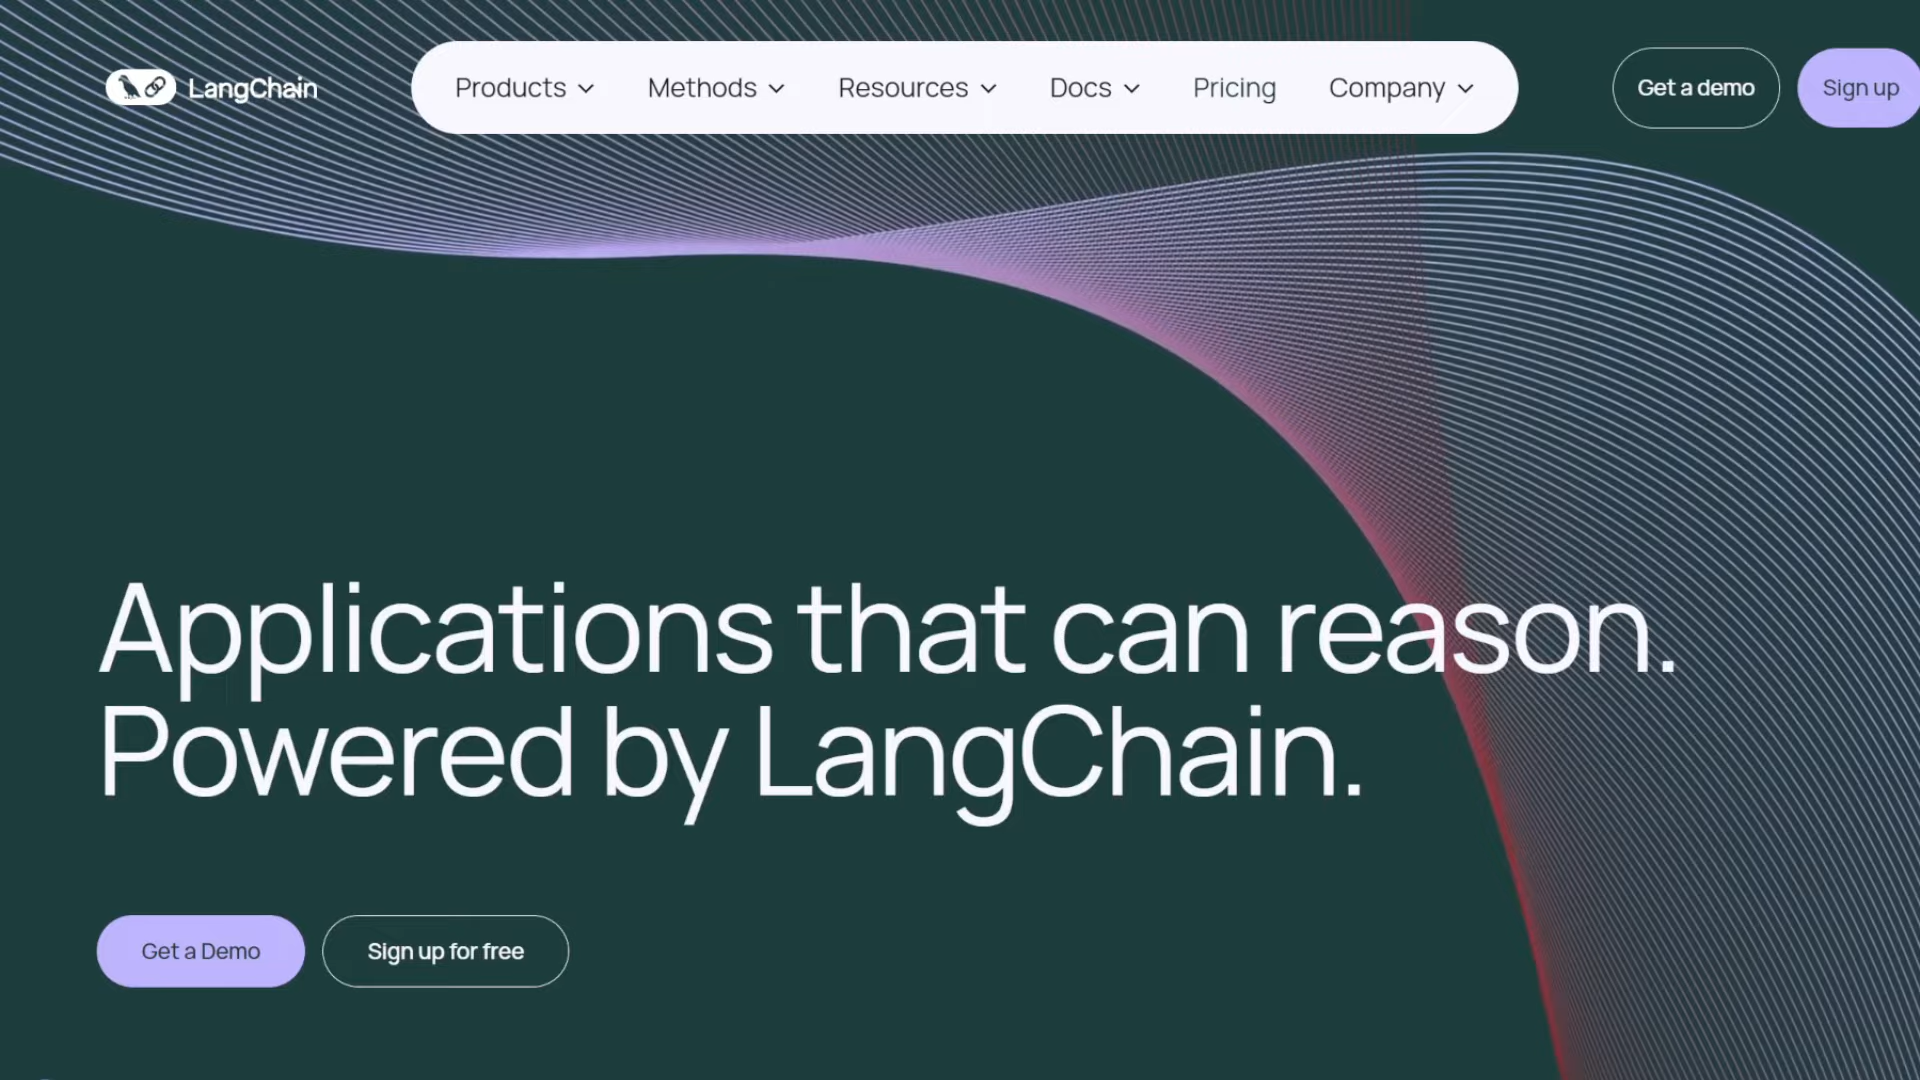 LangChain
Products
Methods
Resources
Docs
Pricing
Company
Get a demo
Sign up
Applications that can reason.
Powered by LangChain.
Get a Demo
Sign up for free